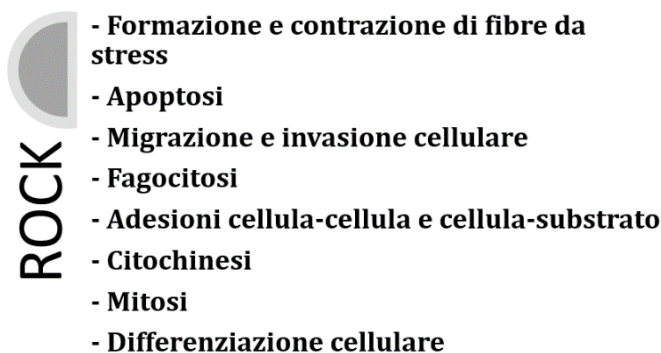 - Formazione e contrazione di fibre da
stress
- Apoptosi
- Migrazione e invasione cellulare
- Fagocitosi
- Adesioni cellula-cellula e cellula-substrato
- Citochinesi
- Mitosi
- Differenziazione cellulare
ROCK